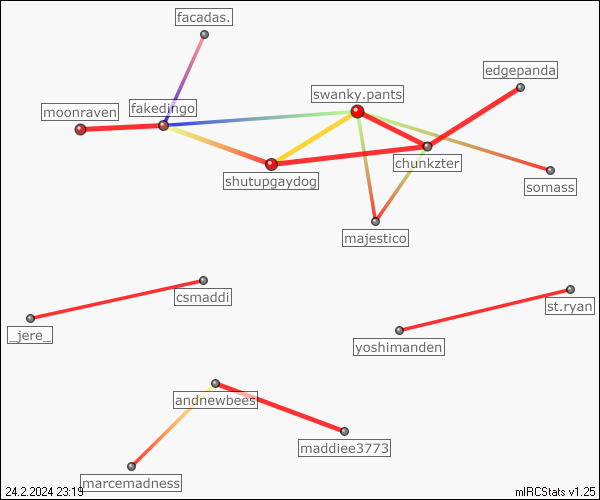 facadas.
edgepanda
swanky.pants
fakedingo
moonraven
chunkzter
shutupgaydog
somass
majestico
csmaddi
st.ryan
_jere_
yoshimanden
andnewbees
maddiee3773
marcemadness
24.2.2024 23:19
mIRCStats v1.25